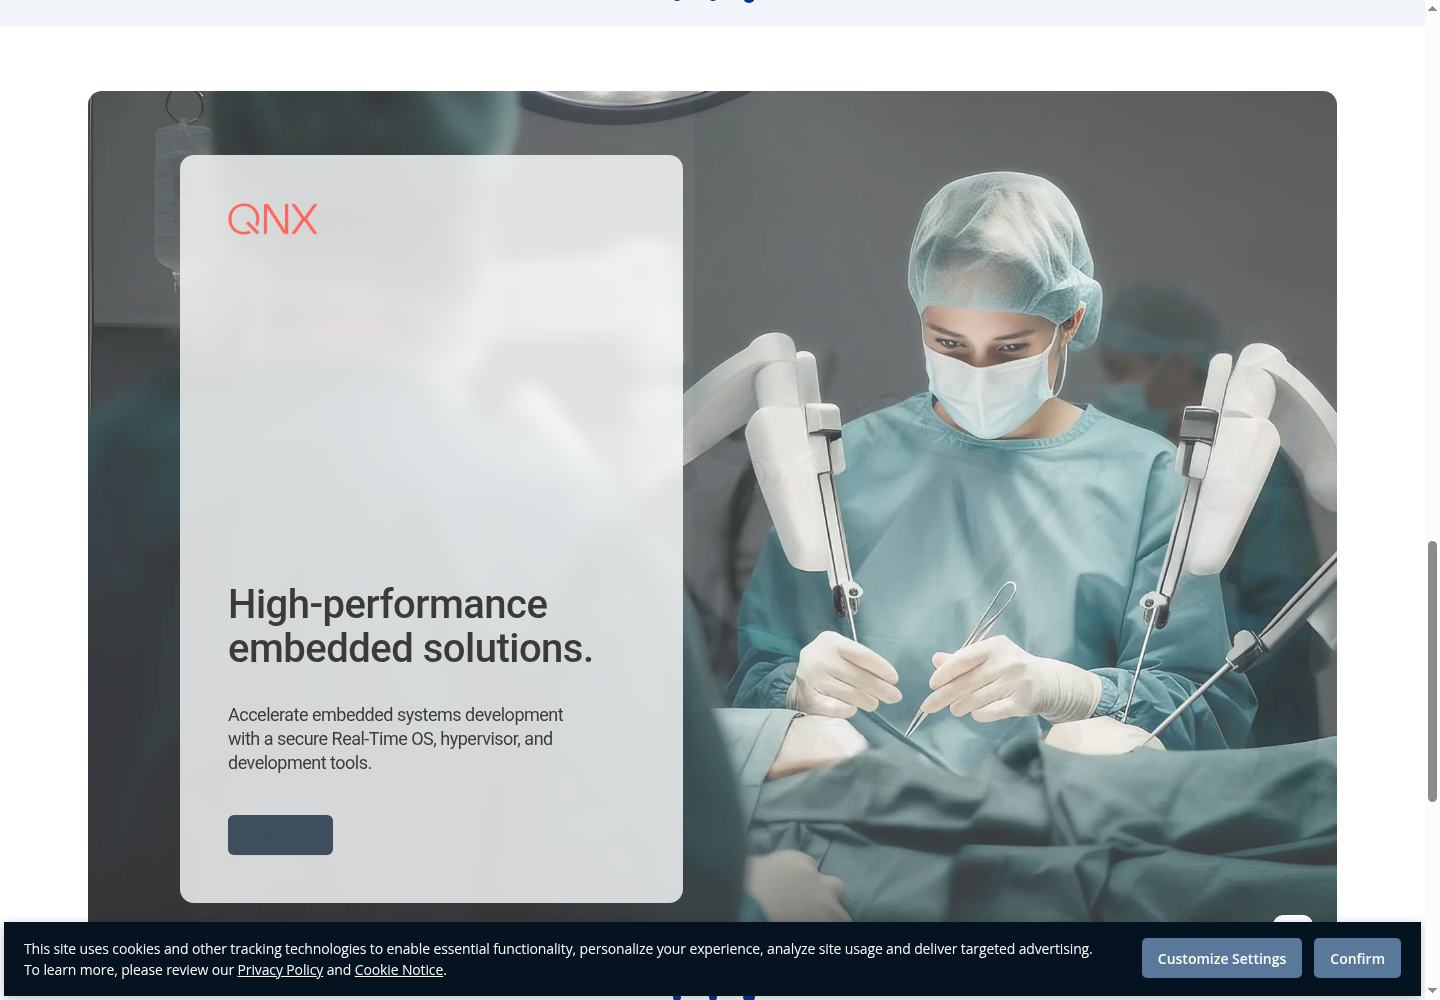 QNX
High-performance
embedded solutions.
Accelerate embedded systems development
with a secure Real-Time OS, hypervisor, and
development tools.
This site uses cookies and other tracking technologies to enable essential functionality, personalize your experience, analyze site usage and deliver targeted advertising.
To learn more, please review our Privacy Policy and Cookie Notice.
Customize Settings
Confirm